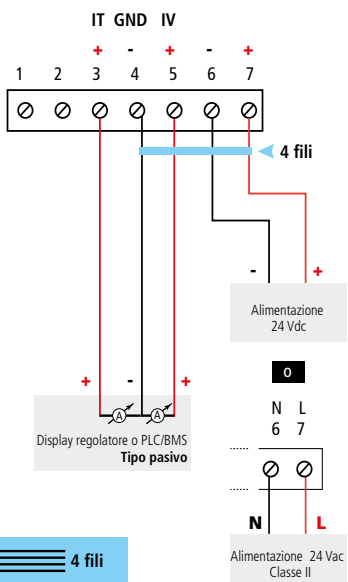 IT GND IV
+ - + - +
1 2 3 4 5 6 7
4 fili
- +
Alimentazione
24 Vdc
o
+ - +
A A
Display regolatore o PLC/BMS
Tipo pasivo
N L
6 7
N L
4 fili
Alimentazione 24 Vac
Classe II